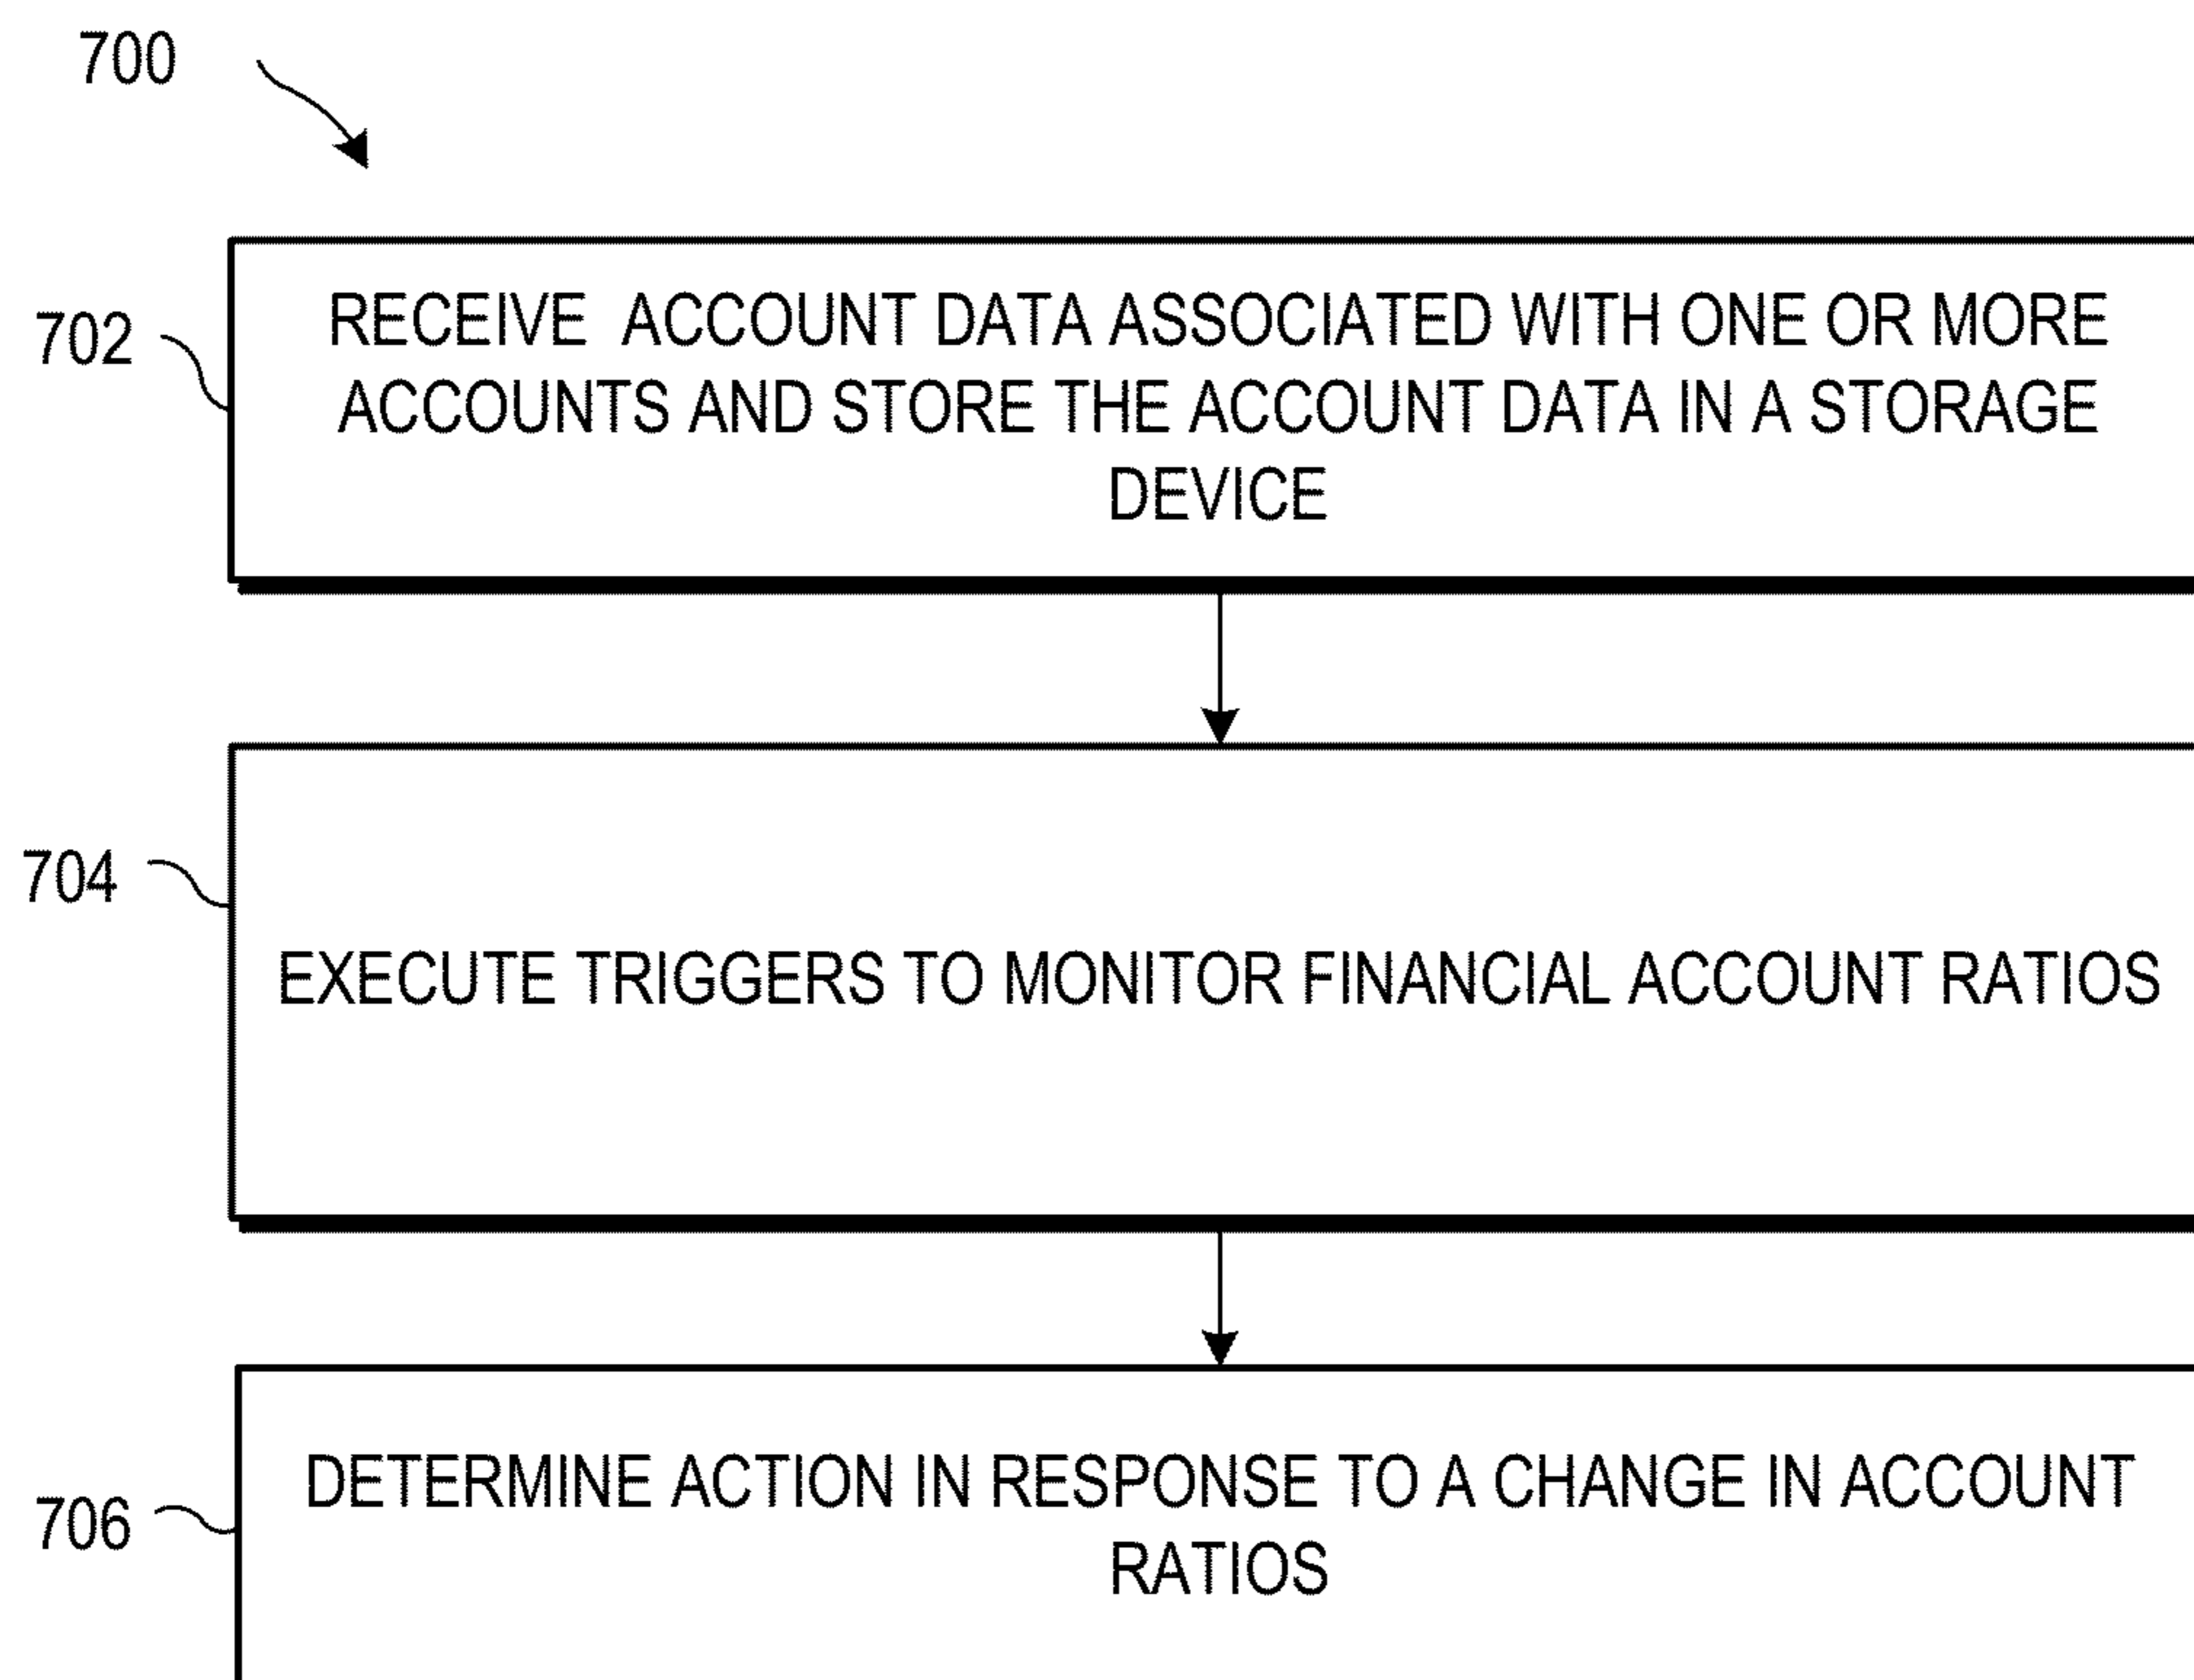 700
702
RECEIVE ACCOUNT DATA ASSOCIATED WITH ONE OR MORE
ACCOUNTS AND STORE THE ACCOUNT DATA IN A STORAGE
DEVICE
704
EXECUTE TRIGGERS TO MONITOR FINANCIAL ACCOUNT RATIOS
706
DETERMINE ACTION IN RESPONSE TO A CHANGE IN ACCOUNT
RATIOS